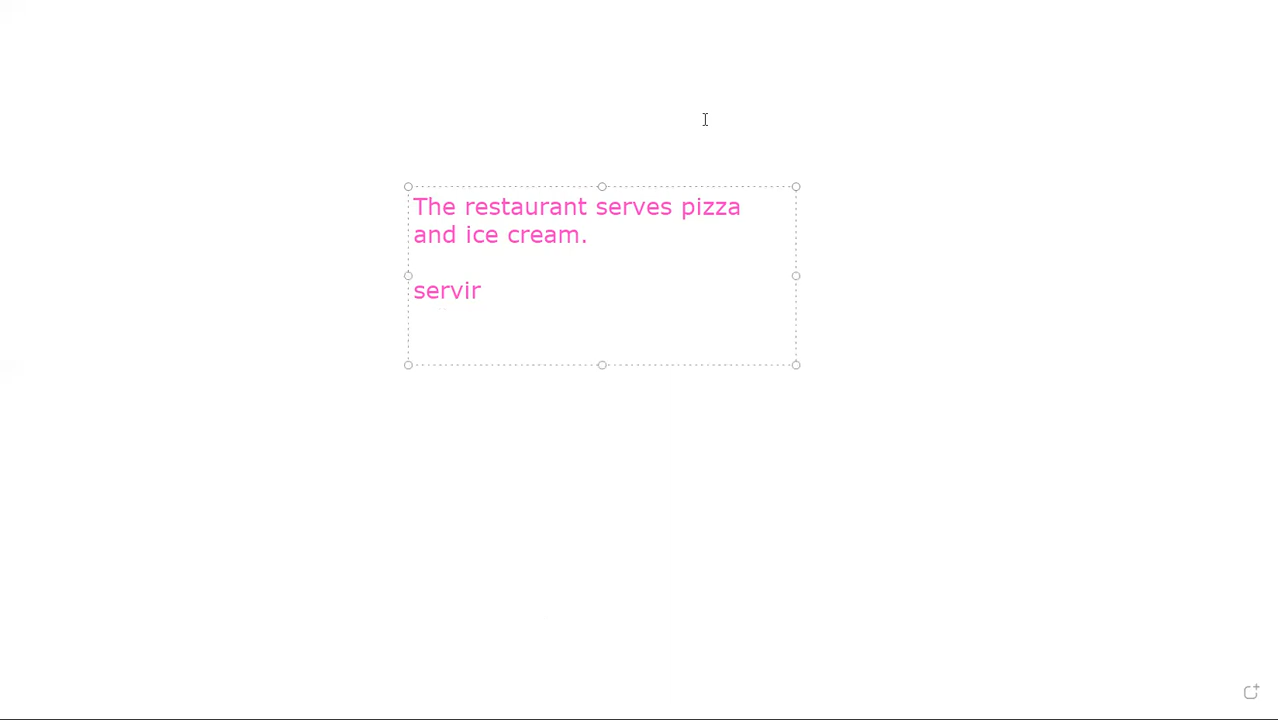 The restaurant serves pizza
and ice cream.
servir